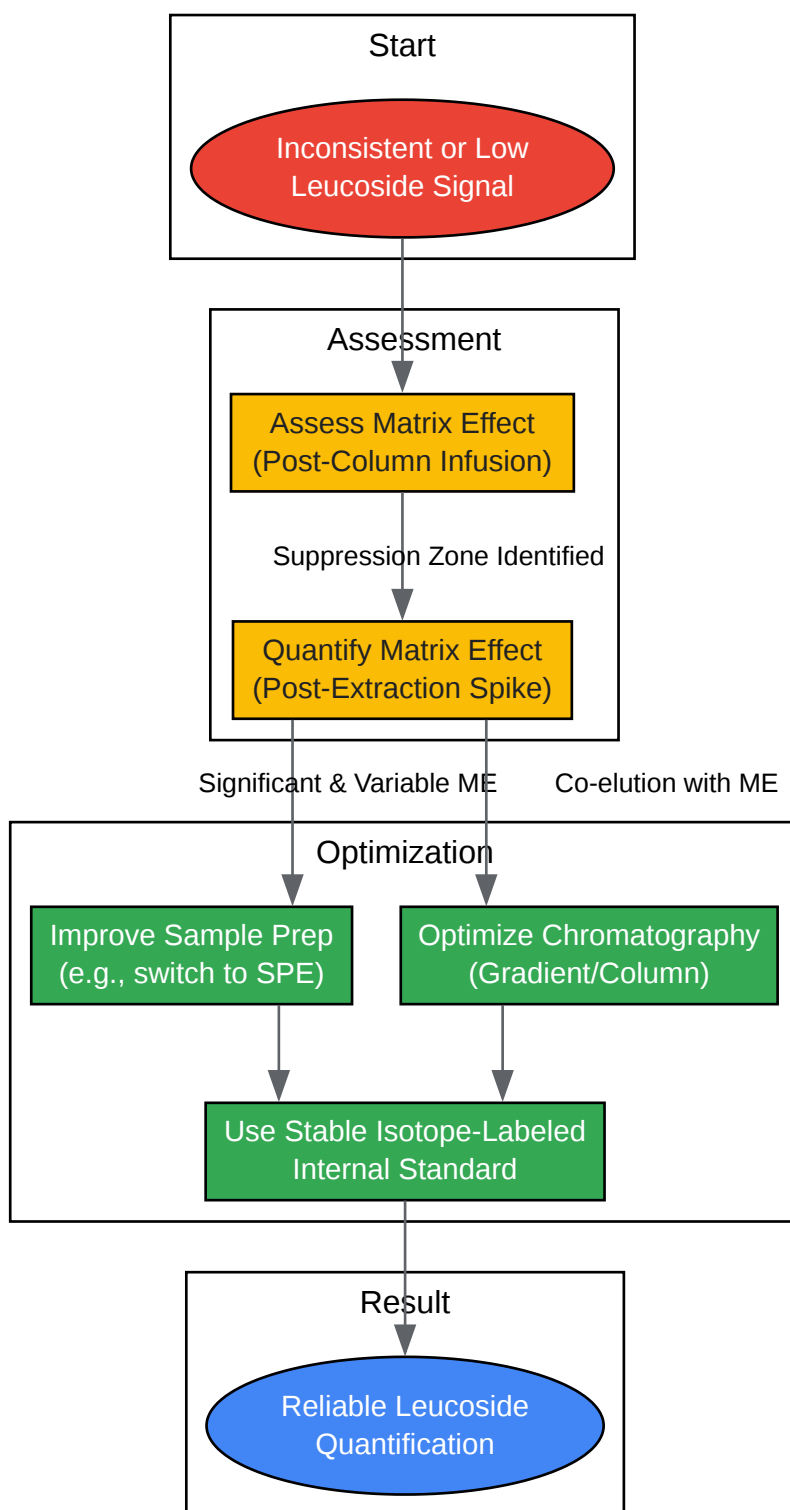 Start
Inconsistent or Low
Leucoside Signal
Assessment
Assess Matrix Effect
(Post-Column Infusion)
Suppression Zone Identified
Quantify Matrix Effect
(Post-Extraction Spike)
Significant & Variable ME
Co-elution with ME
Optimization
Improve Sample Prep
(e.g., switch to SPE)
Optimize Chromatography
(Gradient/Column)
Use Stable Isotope-Labeled
Internal Standard
Result
Reliable Leucoside
Quantification